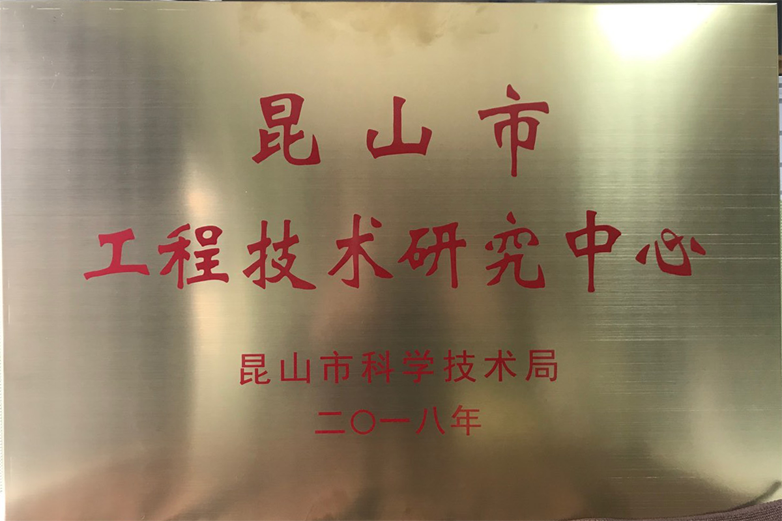 昆山市
工程技术研究中心
昆山市科学技术局
二〇一八年